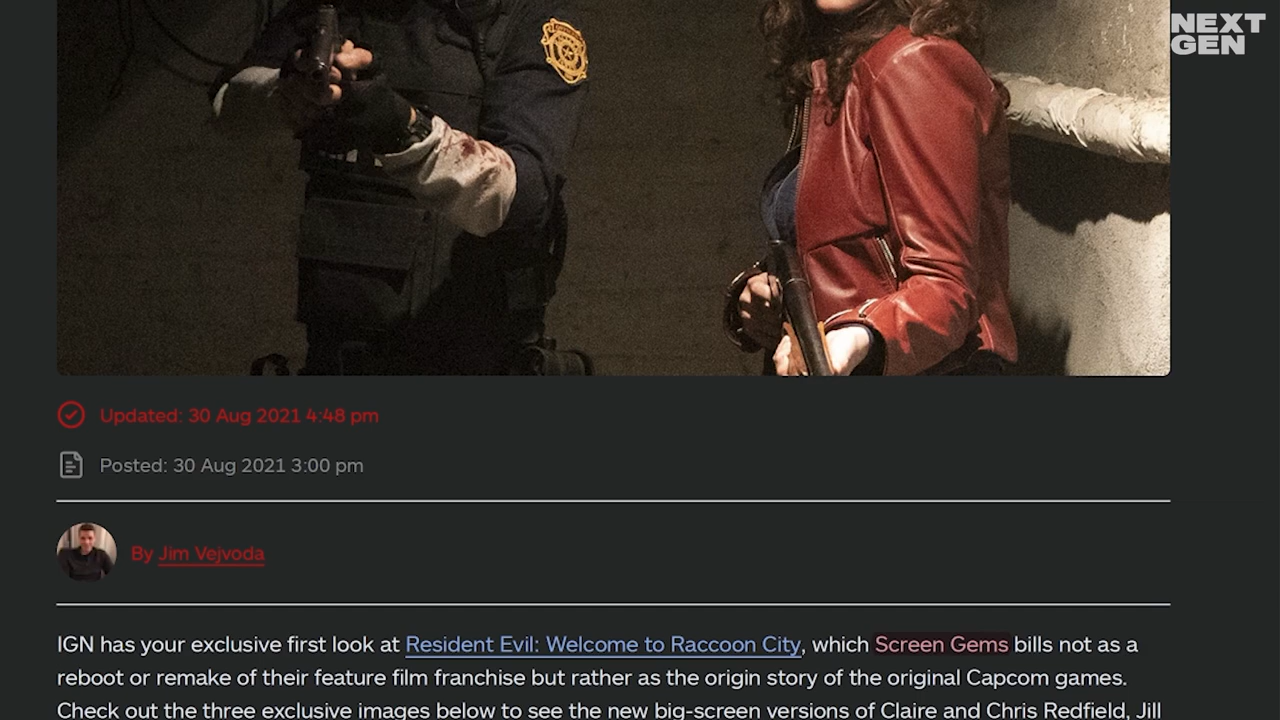 NEXT
GEN
Updated: 30 Aug 2021 4:48 pm
Posted: 30 Aug 2021 3:00 pm
By Jim Vejvoda
IGN has your exclusive first look at Resident Evil: Welcome to Raccoon City, which Screen Gems bills not as a
reboot or remake of their feature film franchise but rather as the origin story of the original Capcom games.
Check out the three exclusive images below to see the new big-screen versions of Claire and Chris Redfield, Jill